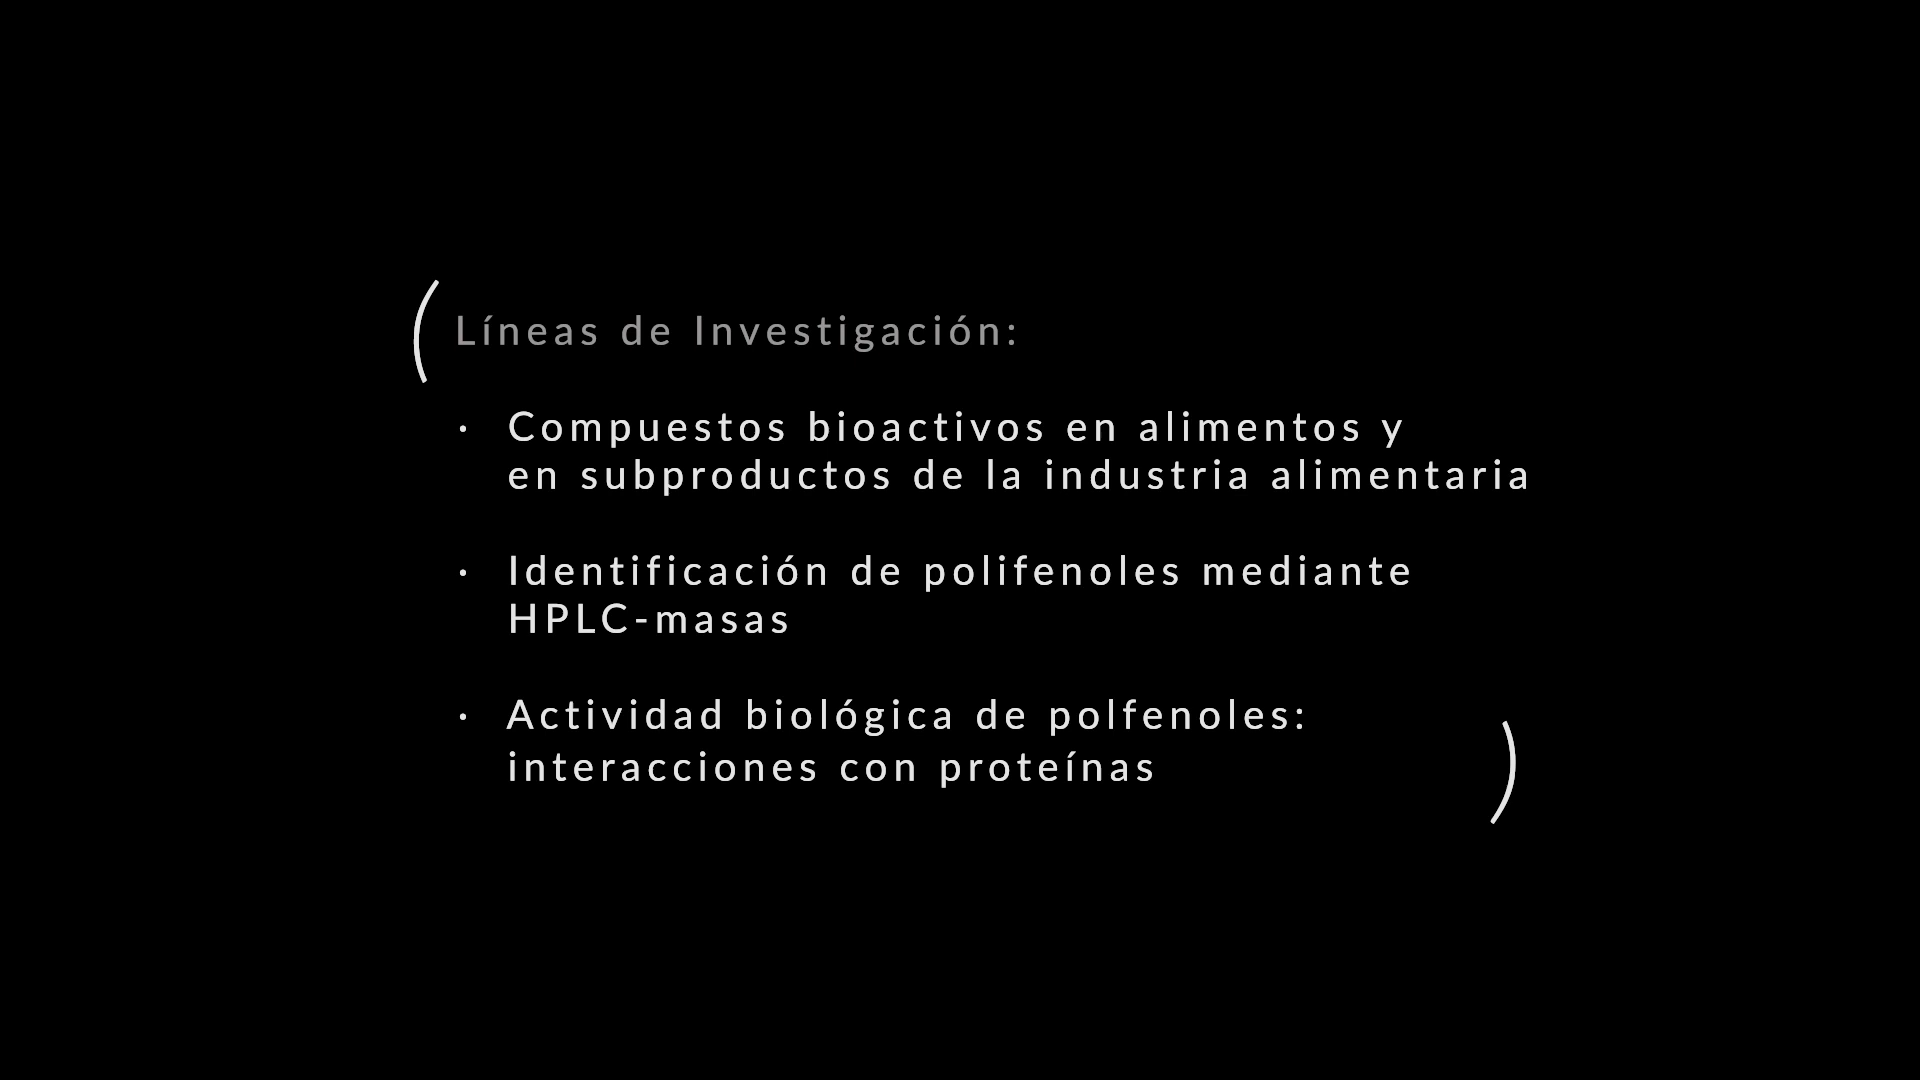 Líneas de Investigación:
· Compuestos bioactivos en alimentos y
en subproductos de la industria alimentaria
· Identificación de polifenoles mediante
HPLC-masas
· Actividad biológica de polfenoles:
interacciones con proteínas